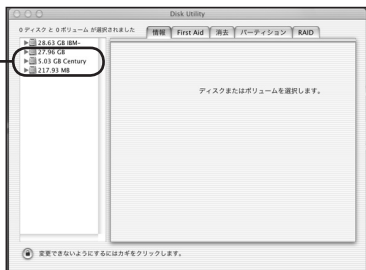 Disk Utility
0 ディスク と 0 ボリューム が選択されました
情報 First Aid 消去 パーティション RAID
28.63 GB IBM-
27.96 GB
5.03 GB Century
217.93 MB
ディスクまたはボリュームを選択します。
変更できないようにするにはカギをクリックします。